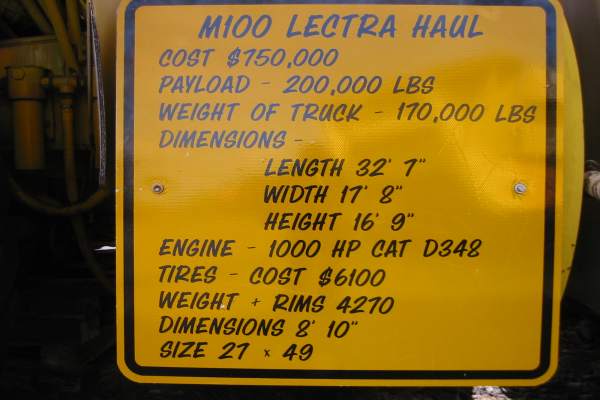 M100 LECTRA HAUL
COST $750,000
PAYLOAD - 200,000 LBS
WEIGHT OF TRUCK - 170,000 LBS
DIMENSIONS -
LENGTH 32' 7"
WIDTH 17' 8"
HEIGHT 16' 9"
ENGINE - 1000 HP CAT D348
TIRES - COST $6100
WEIGHT + RIMS 4270
DIMENSIONS 8' 10"
SIZE 27 x 49